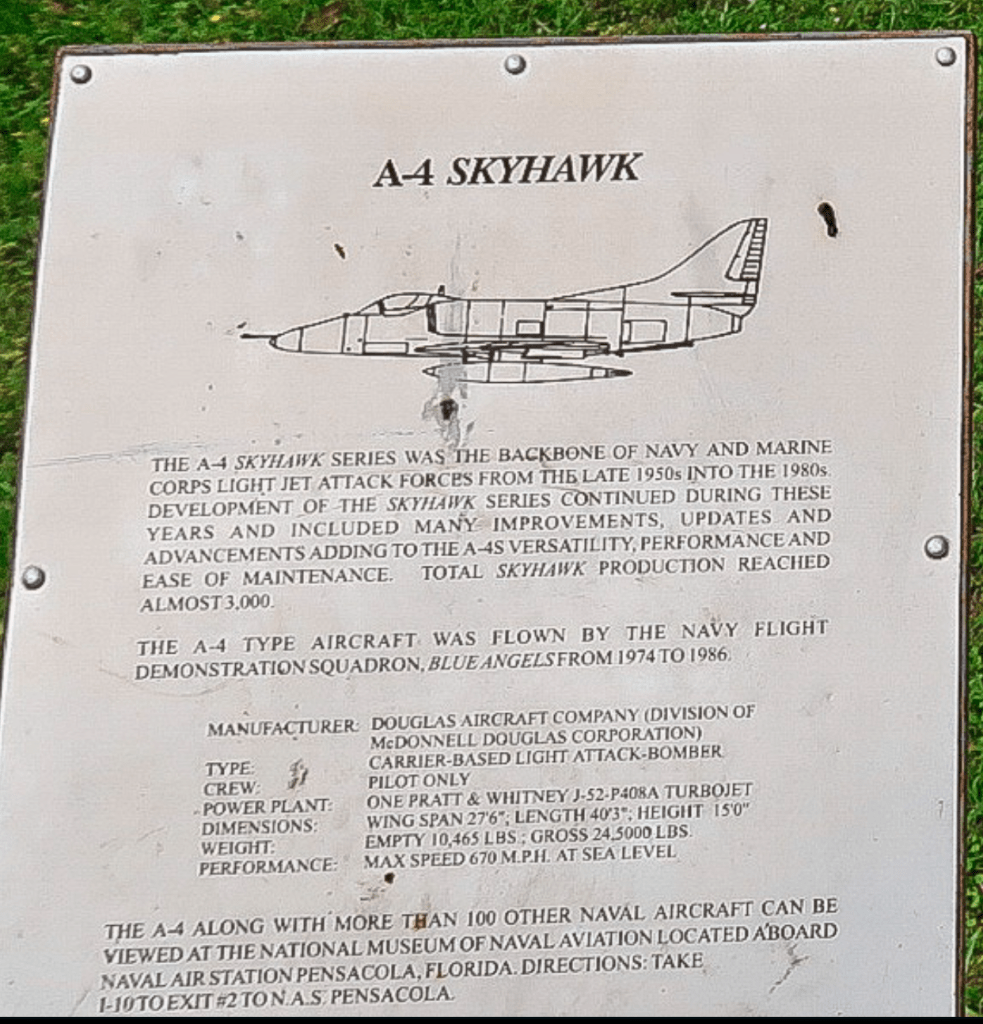 A-4 SKYHAWK
THE A-4 SKYHAWK SERIES WAS THE BACKBONE OF NAVY AND MARINE
CORPS LIGHT JET ATTACK FORCES FROM THE LATE 1950s INTO THE 1980s.
DEVELOPMENT OF THE SKYHAWK SERIES CONTINUED DURING THESE
YEARS AND INCLUDED MANY IMPROVEMENTS, UPDATES AND
ADVANCEMENTS ADDING TO THE A-4S VERSATILITY, PERFORMANCE AND
EASE OF MAINTENANCE. TOTAL SKYHAWK PRODUCTION REACHED
ALMOST 3,000.
THE A-4 TYPE AIRCRAFT WAS FLOWN BY THE NAVY FLIGHT
DEMONSTRATION SQUADRON, BLUE ANGELS FROM 1974 TO 1986.
MANUFACTURER: DOUGLAS AIRCRAFT COMPANY (DIVISION OF
McDONNELL DOUGLAS CORPORATION)
TYPE: CARRIER-BASED LIGHT ATTACK-BOMBER
CREW: PILOT ONLY
POWER PLANT: ONE PRATT & WHITNEY J-52-P408A TURBOJET
DIMENSIONS: WING SPAN 27'6"; LENGTH 40'3"; HEIGHT 15'0"
WEIGHT: EMPTY 10,465 LBS.; GROSS 24,5000 LBS.
PERFORMANCE: MAX SPEED 670 M.P.H. AT SEA LEVEL
THE A-4 ALONG WITH MORE THAN 100 OTHER NAVAL AIRCRAFT CAN BE
VIEWED AT THE NATIONAL MUSEUM OF NAVAL AVIATION LOCATED ABOARD
NAVAL AIR STATION PENSACOLA, FLORIDA. DIRECTIONS: TAKE
I-10 TO EXIT #2 TO N.A.S. PENSACOLA.